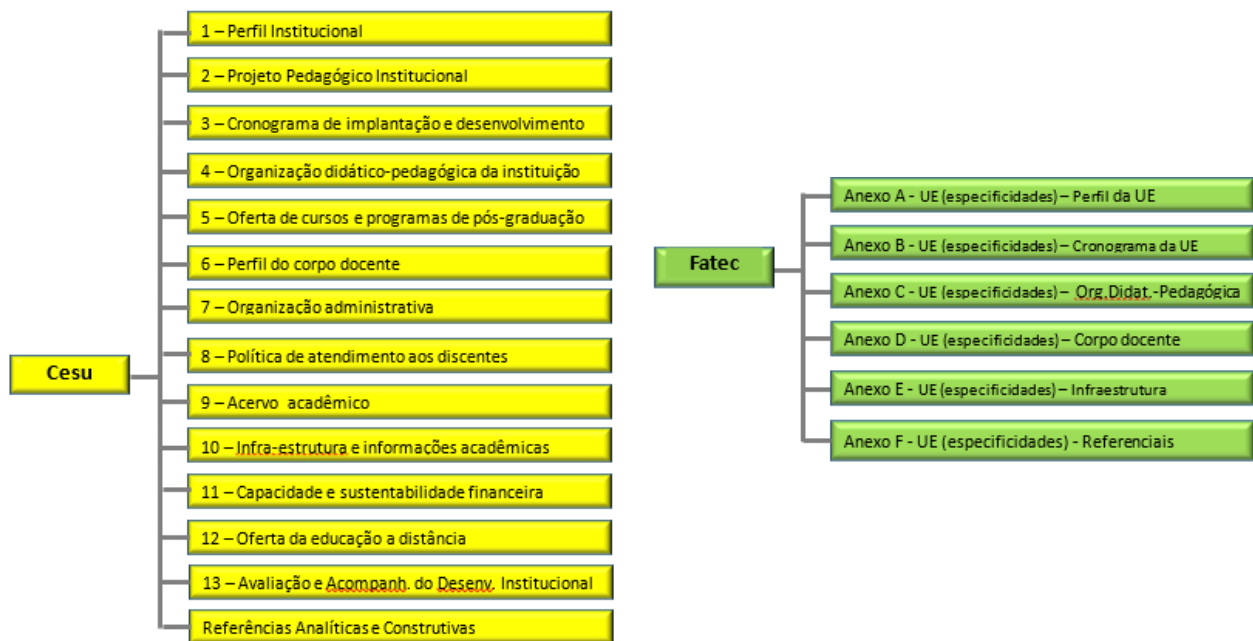 1 – Perfil Institucional
2 – Projeto Pedagógico Institucional
3 – Cronograma de implantação e desenvolvimento
4 – Organização didático-pedagógica da instituição
5 – Oferta de cursos e programas de pós-graduação
6 – Perfil do corpo docente
7 – Organização administrativa
8 – Política de atendimento aos discentes
Cesu
9 – Acervo acadêmico
10 – Infra-estrutura e informações acadêmicas
11 – Capacidade e sustentabilidade financeira
12 – Oferta da educação a distância
13 – Avaliação e Acompanh. do Desenv. Institucional
Referências Analíticas e Construtivas
Fatec
Anexo A - UE (especificidades) – Perfil da UE
Anexo B - UE (especificidades) – Cronograma da UE
Anexo C - UE (especificidades) – Org.Didat.-Pedagógica
Anexo D - UE (especificidades) – Corpo docente
Anexo E - UE (especificidades) – Infraestrutura
Anexo F - UE (especificidades) - Referenciais